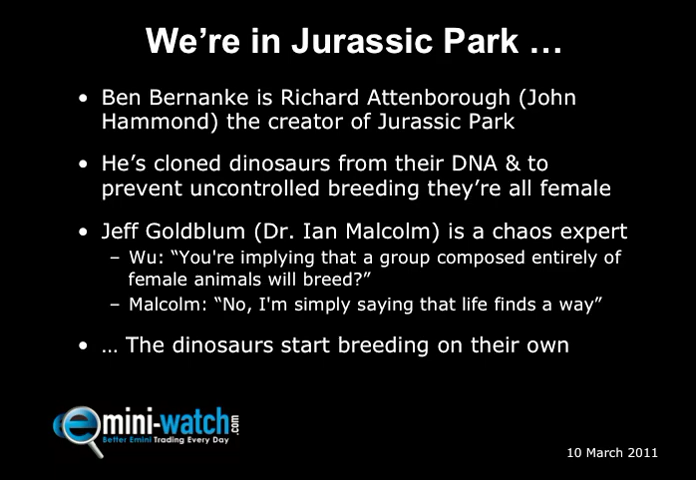 We’re in Jurassic Park …
• Ben Bernanke is Richard Attenborough (John
Hammond) the creator of Jurassic Park
• He’s cloned dinosaurs from their DNA & to
prevent uncontrolled breeding they’re all female
• Jeff Goldblum (Dr. Ian Malcolm) is a chaos expert
– Wu: “You're implying that a group composed entirely of
female animals will breed?”
– Malcolm: “No, I'm simply saying that life finds a way”
• … The dinosaurs start breeding on their own
emini-watch.com
Better Emini Trading Every Day
10 March 2011